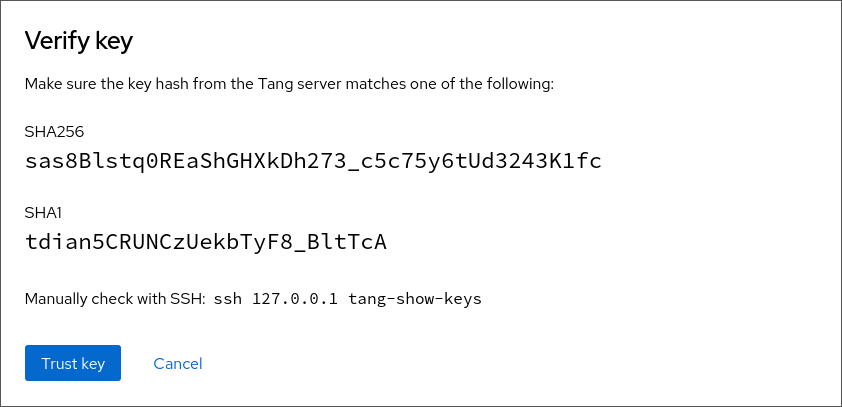 Verify key
Make sure the key hash from the Tang server matches one of the following:
SHA256
sas8Blstq0REaShGHXkDh273_c5c75y6tUd3243K1fc
SHA1
tdian5CRUNCzUekbTyF8_BltTcA
Manually check with SSH: ssh 127.0.0.1 tang-show-keys
Trust key
Cancel